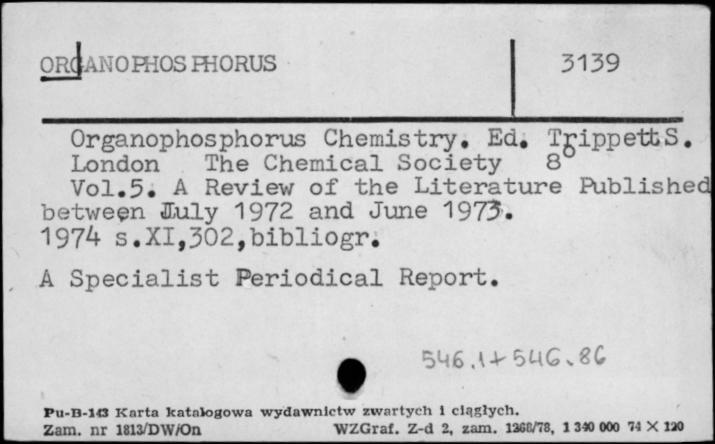 ORGANOPHOSPHORUS 3139
Organophosphorus Chemistry. Ed. Trippett S.
London The Chemical Society 8°
Vol.5. A Review of the Literature Published
between July 1972 and June 1973.
1974 s.XI,302,bibliogr.
A Specialist Periodical Report.
546.1+546.86
Pu-B-143 Karta katalogowa wydawnictw zwartych i ciągłych.
Zam. nr 1813/DW/On WZGraf. Z-d 2, zam. 1268/78, 1 340 000 74 X 120